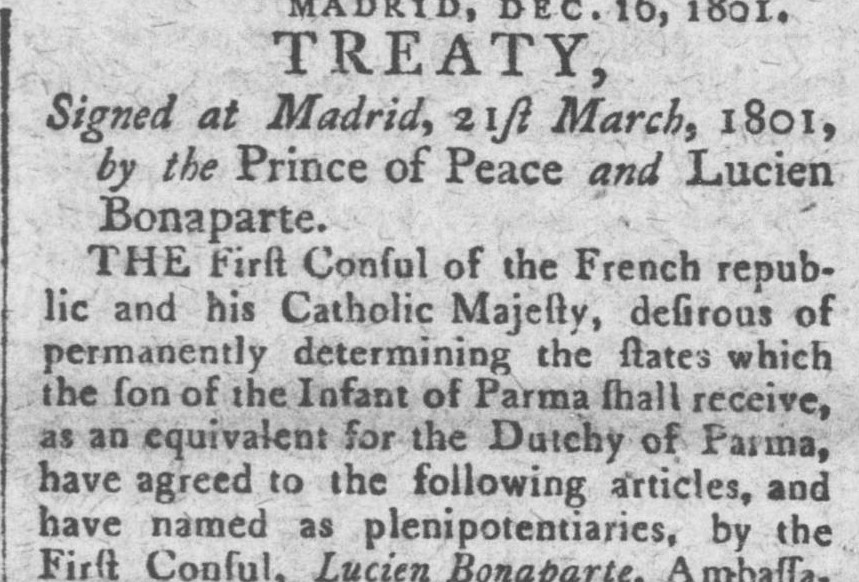 MADRID, DEC. 16, 1801.
TREATY,
Signed at Madrid, 21ſt March, 1801,
by the Prince of Peace and Lucien
Bonaparte.
THE Firſt Conſul of the French repub-
lic and his Catholic Majeſty, deſirous of
permanently determining the ſtates which
the ſon of the Infant of Parma ſhall receive,
as an equivalent for the Dutchy of Parma,
have agreed to the following articles, and
have named as plenipotentiaries, by the
Firſt Conſul, Lucien Bonaparte, Ambaſſa-